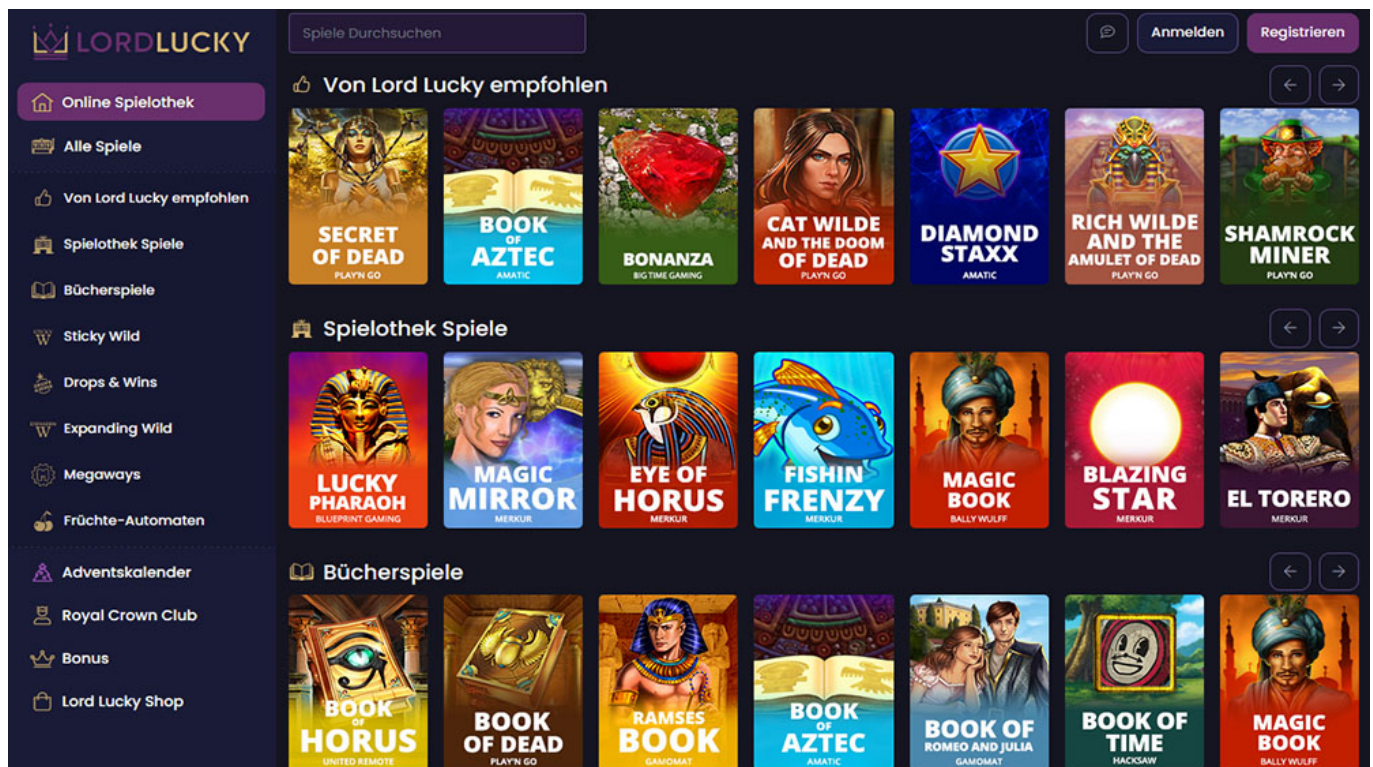 LORDLUCKY
Spiele Durchsuchen
Anmelden
Registrieren
Online Spielothek
Alle Spiele
Von Lord Lucky empfohlen
Spielothek Spiele
Bücherspiele
Sticky Wild
Drops & Wins
Expanding Wild
Megaways
Früchte-Automaten
Adventskalender
Royal Crown Club
Bonus
Lord Lucky Shop
Von Lord Lucky empfohlen
SECRET
OF DEAD
PLAY'N GO
BOOK
OF
AZTEC
AMATIC
BONANZA
BIG TIME GAMING
CAT WILDE
AND THE DOOM
OF DEAD
PLAY'N GO
DIAMOND
STAXX
AMATIC
RICH WILDE
AND THE
AMULET OF DEAD
PLAY'N GO
SHAMROCK
MINER
PLAY'N GO
Spielothek Spiele
LUCKY
PHARAOH
BLUEPRINT GAMING
MAGIC
MIRROR
MERKUR
EYE OF
HORUS
MERKUR
FISHIN
FRENZY
MERKUR
MAGIC
BOOK
BALLY WULFF
BLAZING
STAR
MERKUR
EL TORERO
MERKUR
Bücherspiele
BOOK
OF
HORUS
UNITED REMOTE
BOOK
OF DEAD
PLAY'N GO
RAMSES
BOOK
GAMOMAT
BOOK
OF
AZTEC
AMATIC
BOOK OF
ROMEO AND JULIA
GAMOMAT
BOOK OF
TIME
HACKSAW
MAGIC
BOOK
BALLY WULFF